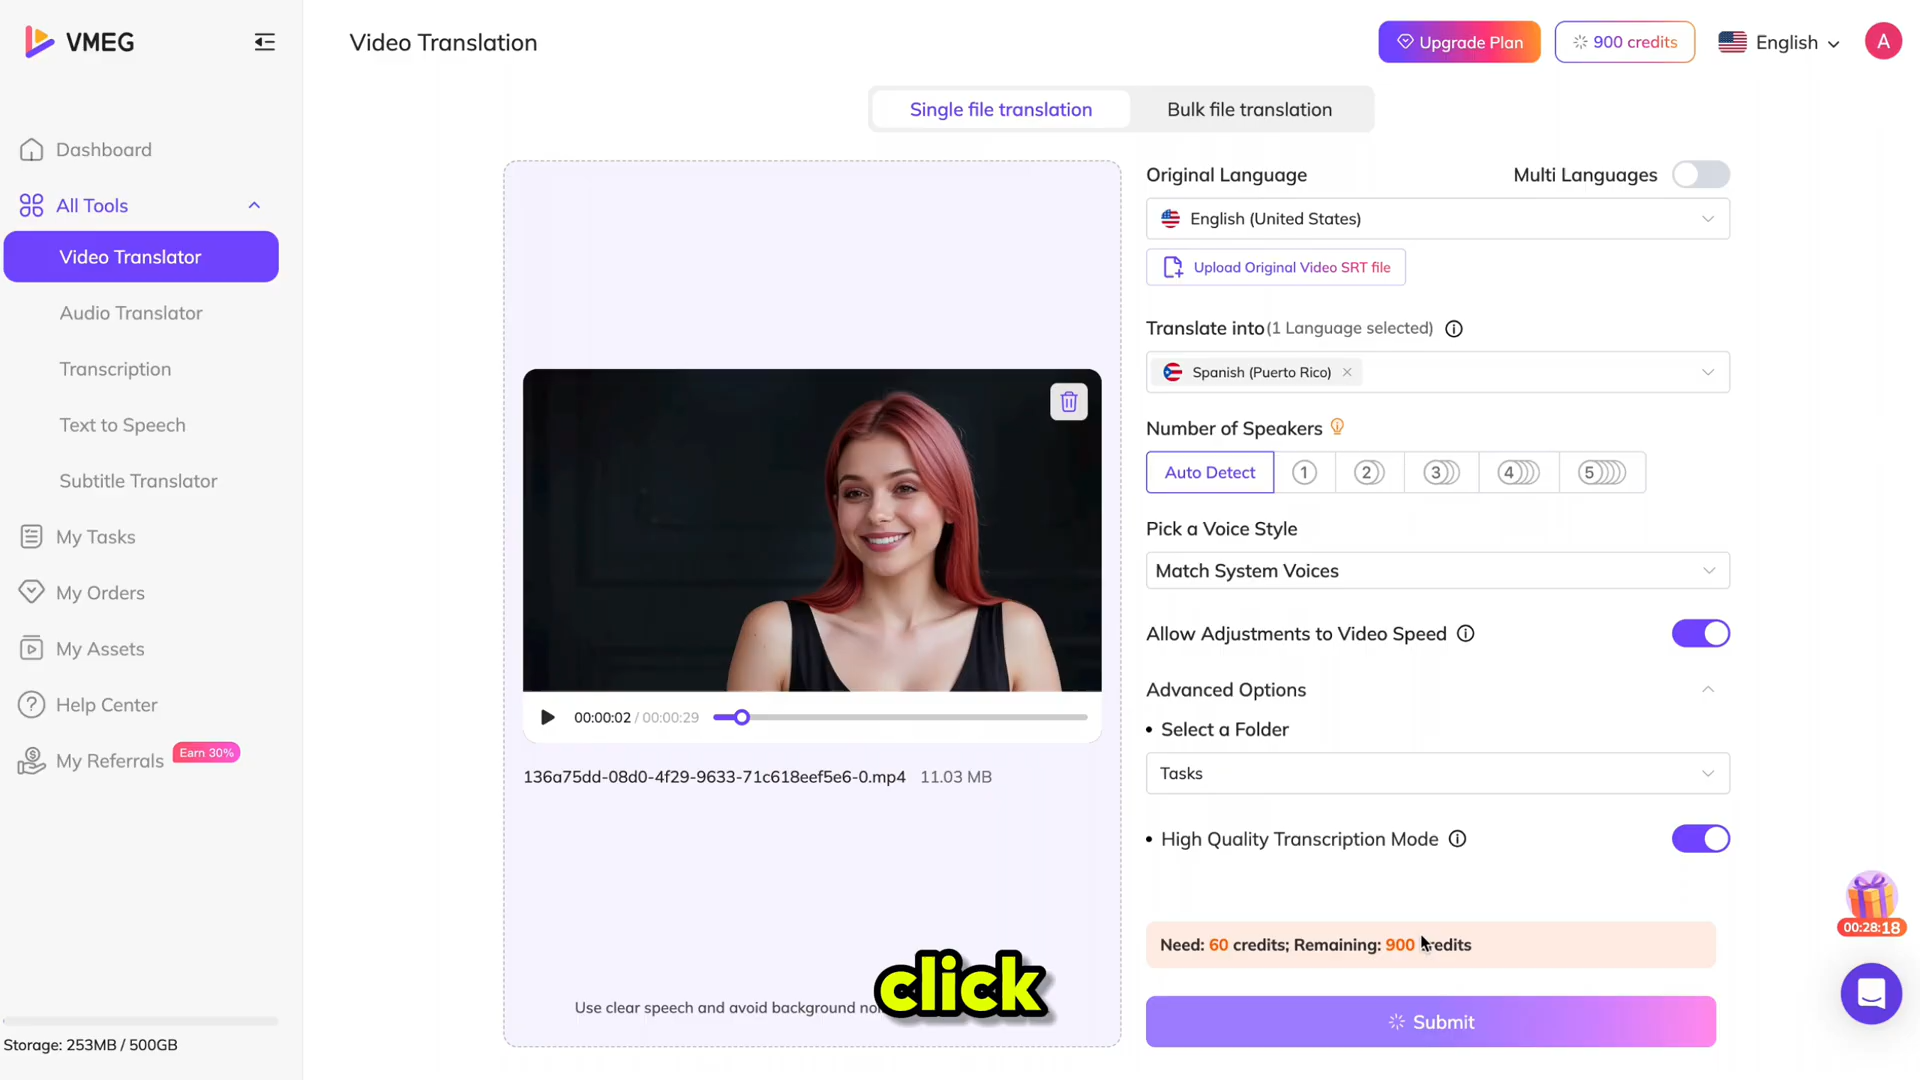 VMEG
Video Translation
Upgrade Plan
900 credits
English
A
Single file translation
Bulk file translation
Dashboard
All Tools
Video Translator
Audio Translator
Transcription
Text to Speech
Subtitle Translator
My Tasks
My Orders
My Assets
Help Center
My Referrals
Earn 30%
Storage: 253MB / 500GB
00:00:02 / 00:00:29
136a75dd-08d0-4f29-9633-71c618eef5e6-0.mp4 11.03 MB
Use clear speech and avoid background
click
Original Language
Multi Languages
English (United States)
Upload Original Video SRT file
Translate into (1 Language selected)
Spanish (Puerto Rico)
Number of Speakers
Auto Detect
1
2
3
4
5
Pick a Voice Style
Match System Voices
Allow Adjustments to Video Speed
Advanced Options
• Select a Folder
Tasks
• High Quality Transcription Mode
Need: 60 credits; Remaining: 900 credits
Submit
00:28:18